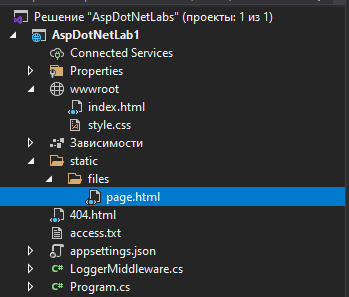 Решение "AspDotNetLabs" (проекты: 1 из 1)
AspDotNetLab1
Connected Services
Properties
wwwroot
index.html
style.css
Зависимости
static
files
page.html
404.html
access.txt
appsettings.json
C# LoggerMiddleware.cs
C# Program.cs